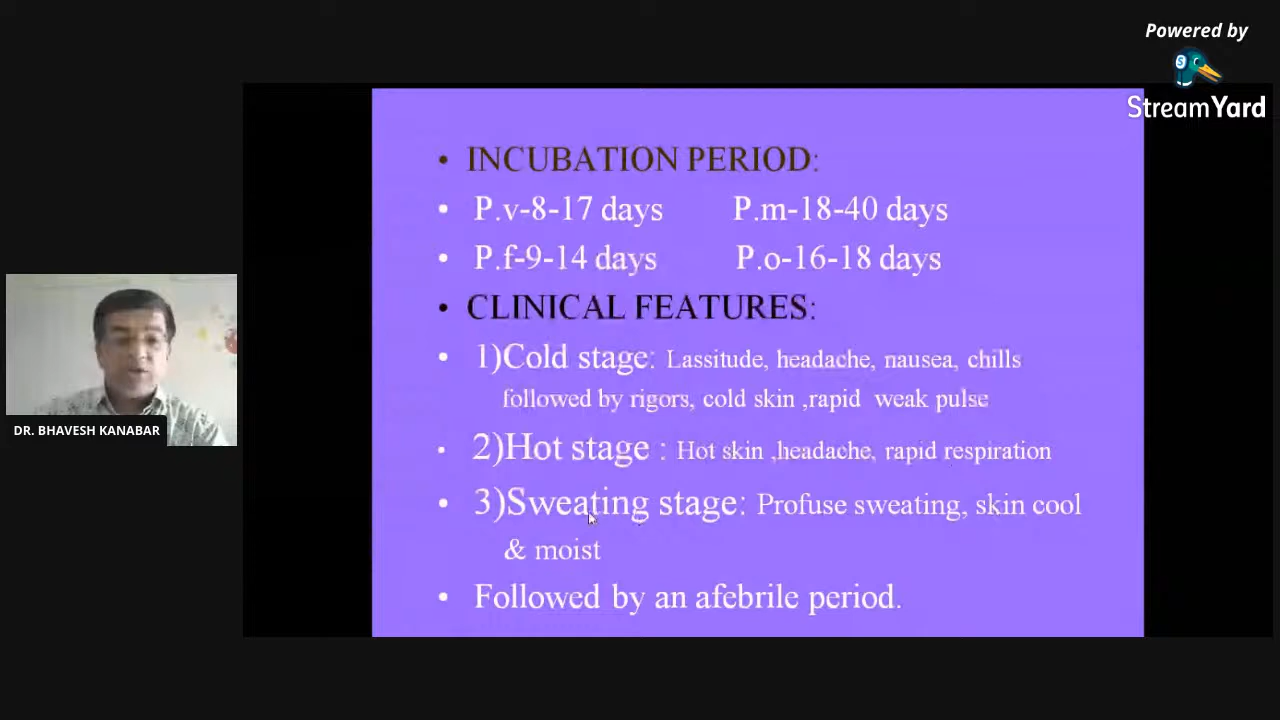 Powered by
StreamYard
• INCUBATION PERIOD:
• P.v-8-17 days P.m-18-40 days
• P.f-9-14 days P.o-16-18 days
• CLINICAL FEATURES:
• 1)Cold stage: Lassitude, headache, nausea, chills
followed by rigors, cold skin ,rapid weak pulse
• 2)Hot stage : Hot skin ,headache, rapid respiration
• 3)Sweating stage: Profuse sweating, skin cool
& moist
• Followed by an afebrile period.
DR. BHAVESH KANABAR